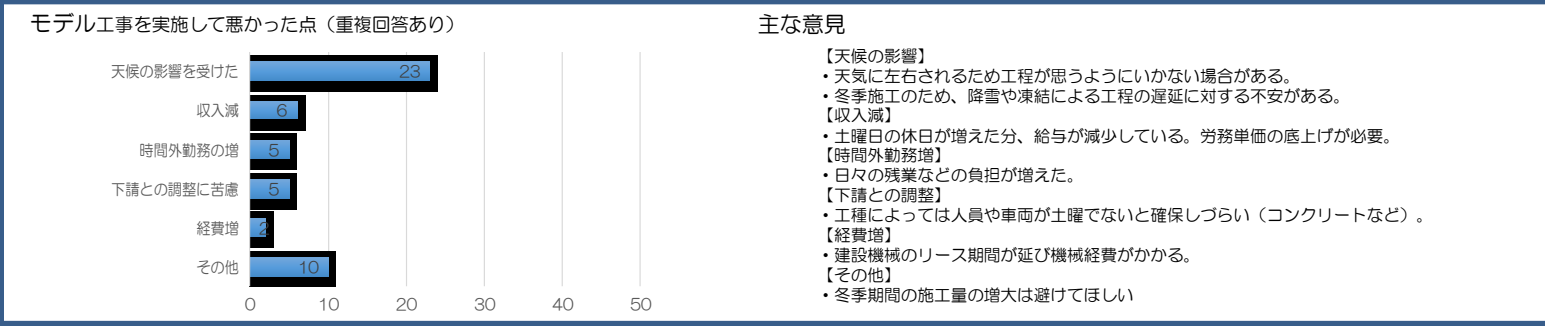 モデル工事を実施して悪かった点（重複回答あり）
天候の影響を受けた
23
収入減
6
時間外勤務の増
5
下請との調整に苦慮
5
経費増
2
その他
10
0 10 20 30 40 50
主な意見
【天候の影響】
・天気に左右されるため工程が思うようにいかない場合がある。
・冬季施工のため、降雪や凍結による工程の遅延に対する不安がある。
【収入減】
・土曜日の休日が増えた分、給与が減少している。労務単価の底上げが必要。
【時間外勤務増】
・日々の残業などの負担が増えた。
【下請との調整】
・工種によっては人員や車両が土曜でないと確保しづらい（コンクリートなど）。
【経費増】
・建設機械のリース期間が延び機械経費がかかる。
【その他】
・冬季期間の施工量の増大は避けてほしい